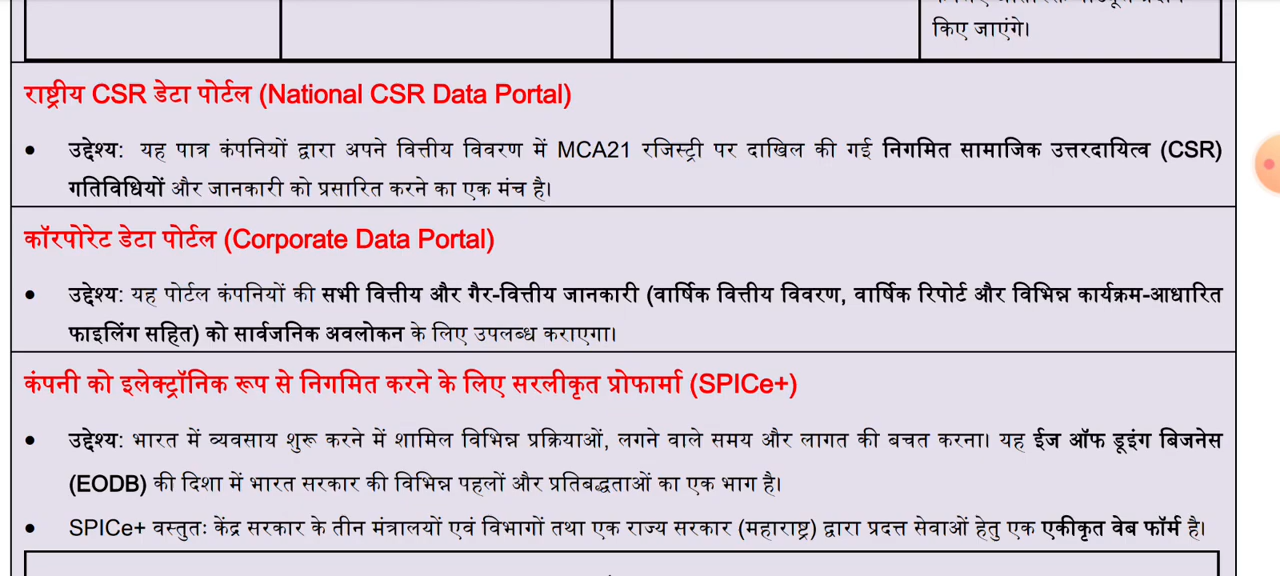 किए जाएंगे।
राष्ट्रीय CSR डेटा पोर्टल (National CSR Data Portal)
• उद्देश्य: यह पात्र कंपनियों द्वारा अपने वित्तीय विवरण में MCA21 रजिस्ट्री पर दाखिल की गई निगमित सामाजिक उत्तरदायित्व (CSR)
गतिविधियों और जानकारी को प्रसारित करने का एक मंच है।
कॉरपोरेट डेटा पोर्टल (Corporate Data Portal)
• उद्देश्य: यह पोर्टल कंपनियों की सभी वित्तीय और गैर-वित्तीय जानकारी (वार्षिक वित्तीय विवरण, वार्षिक रिपोर्ट और विभिन्न कार्यक्रम-आधारित
फाइलिंग सहित) को सार्वजनिक अवलोकन के लिए उपलब्ध कराएगा।
कंपनी को इलेक्ट्रॉनिक रूप से निगमित करने के लिए सरलीकृत प्रोफार्मा (SPICe+)
• उद्देश्य: भारत में व्यवसाय शुरू करने में शामिल विभिन्न प्रक्रियाओं, लगने वाले समय और लागत की बचत करना। यह ईज ऑफ डूइंग बिजनेस
(EODB) की दिशा में भारत सरकार की विभिन्न पहलों और प्रतिबद्धताओं का एक भाग है।
• SPICe+ वस्तुतः केंद्र सरकार के तीन मंत्रालयों एवं विभागों तथा एक राज्य सरकार (महाराष्ट्र) द्वारा प्रदत्त सेवाओं हेतु एक एकीकृत वेब फॉर्म है।